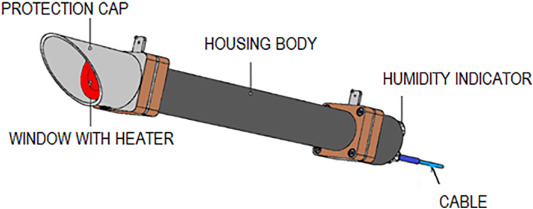 PROTECTION CAP
HOUSING BODY
HUMIDITY INDICATOR
WINDOW WITH HEATER
CABLE